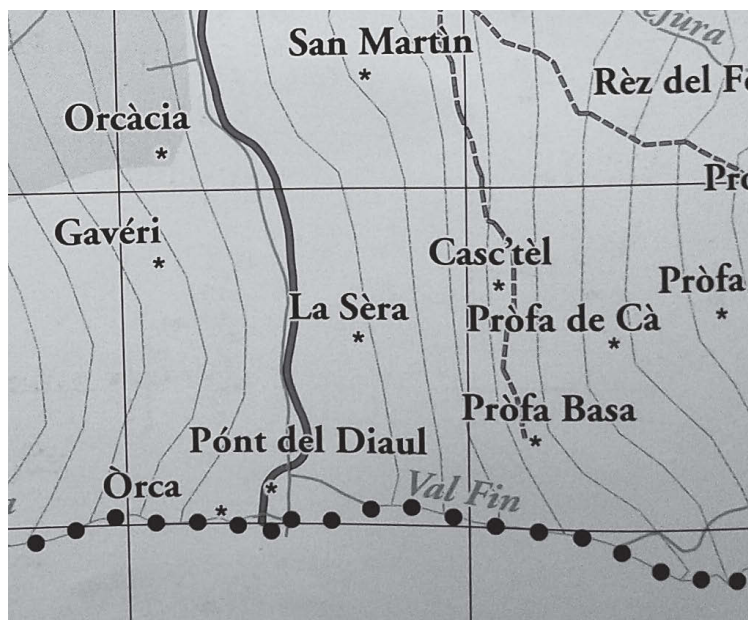 San Martin
Rèz del F
Orcàcia
Gavéri
Casc'tèl
Pròfa
La Sèra
Pròfa de Cà
Pròfa Basa
Pónt del Diaul
Òrca
Val Fin